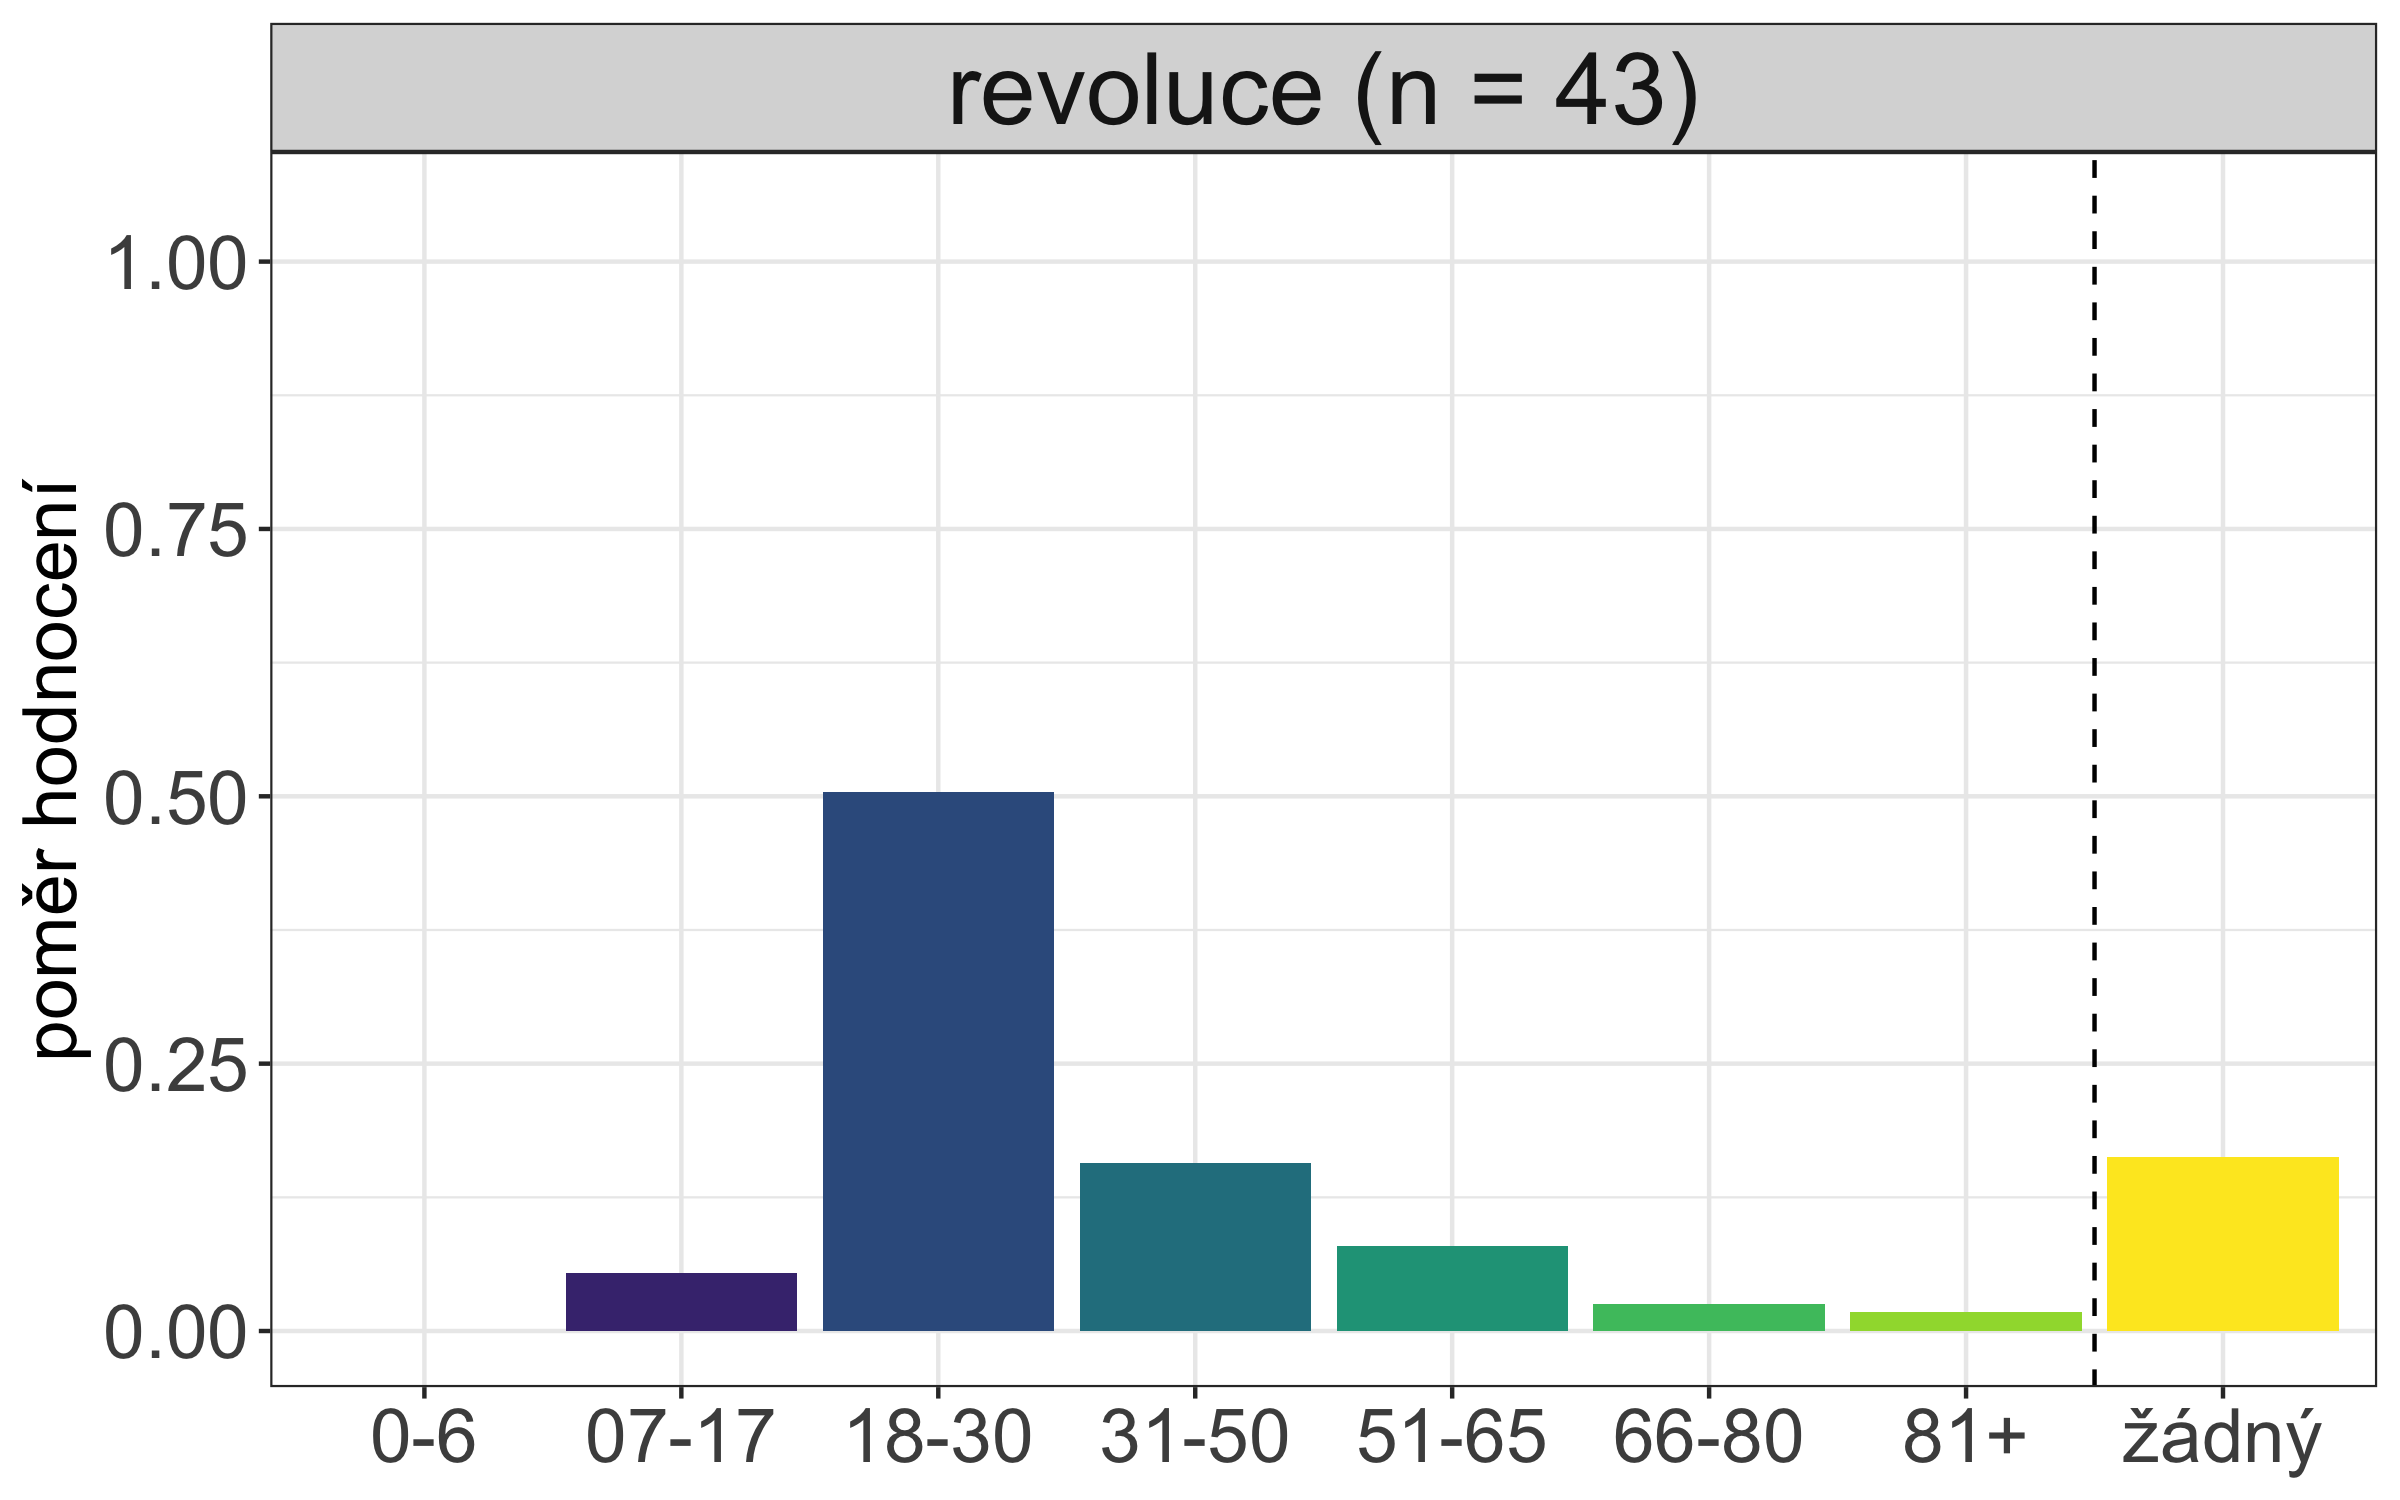 revoluce (n = 43)
poměr hodnocení
1.00
0.75
0.50
0.25
0.00
0-6 07-17 18-30 31-50 51-65 66-80 81+ žádný